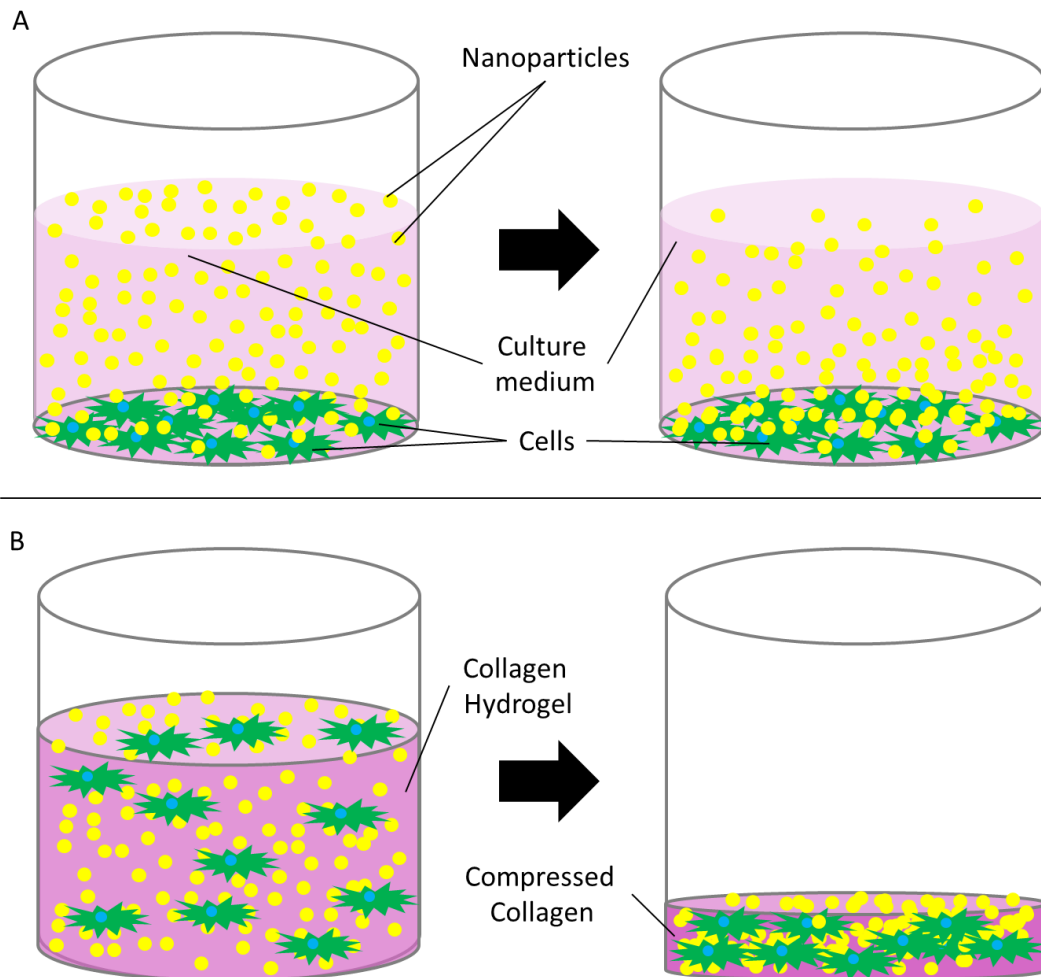 A
Nanoparticles
Culture
medium
Cells
B
Collagen
Hydrogel
Compressed
Collagen